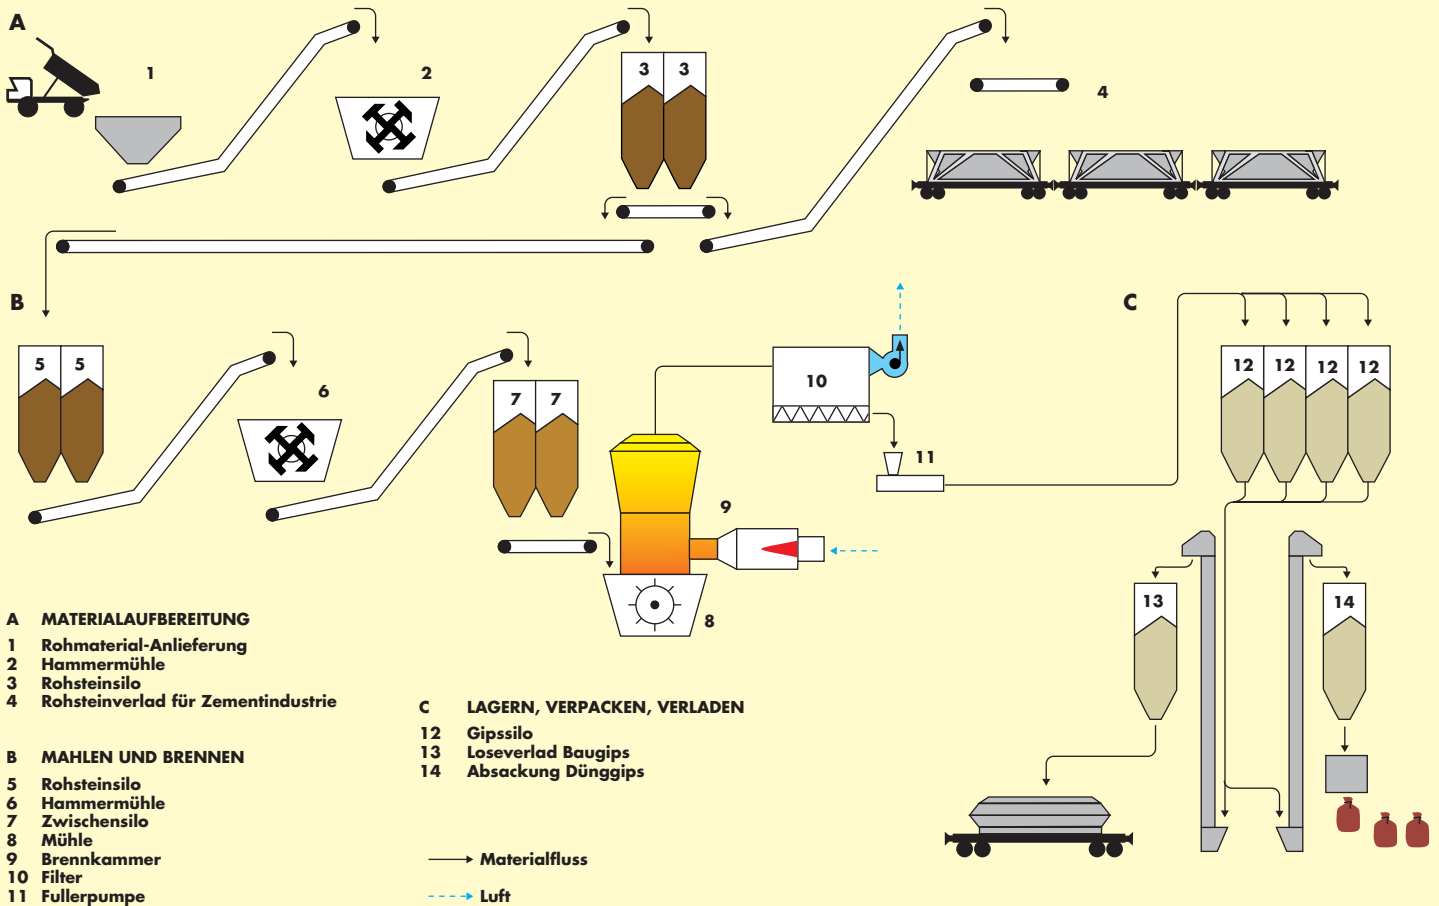 A
1
2
3 3
4
B
C
5 5
6
7 7
8
9
10
11
12 12 12 12
13
14
A MATERIALAUFBEREITUNG
1 Rohmaterial-Anlieferung
2 Hammermühle
3 Rohsteinsilo
4 Rohsteinverlad für Zementindustrie
B MAHLEN UND BRENNEN
5 Rohsteinsilo
6 Hammermühle
7 Zwischensilo
8 Mühle
9 Brennkammer
10 Filter
11 Fullerpumpe
C LAGERN, VERPACKEN, VERLADEN
12 Gipssilo
13 Loseverlad Baugips
14 Absackung Dünggips
Materialfluss
Luft